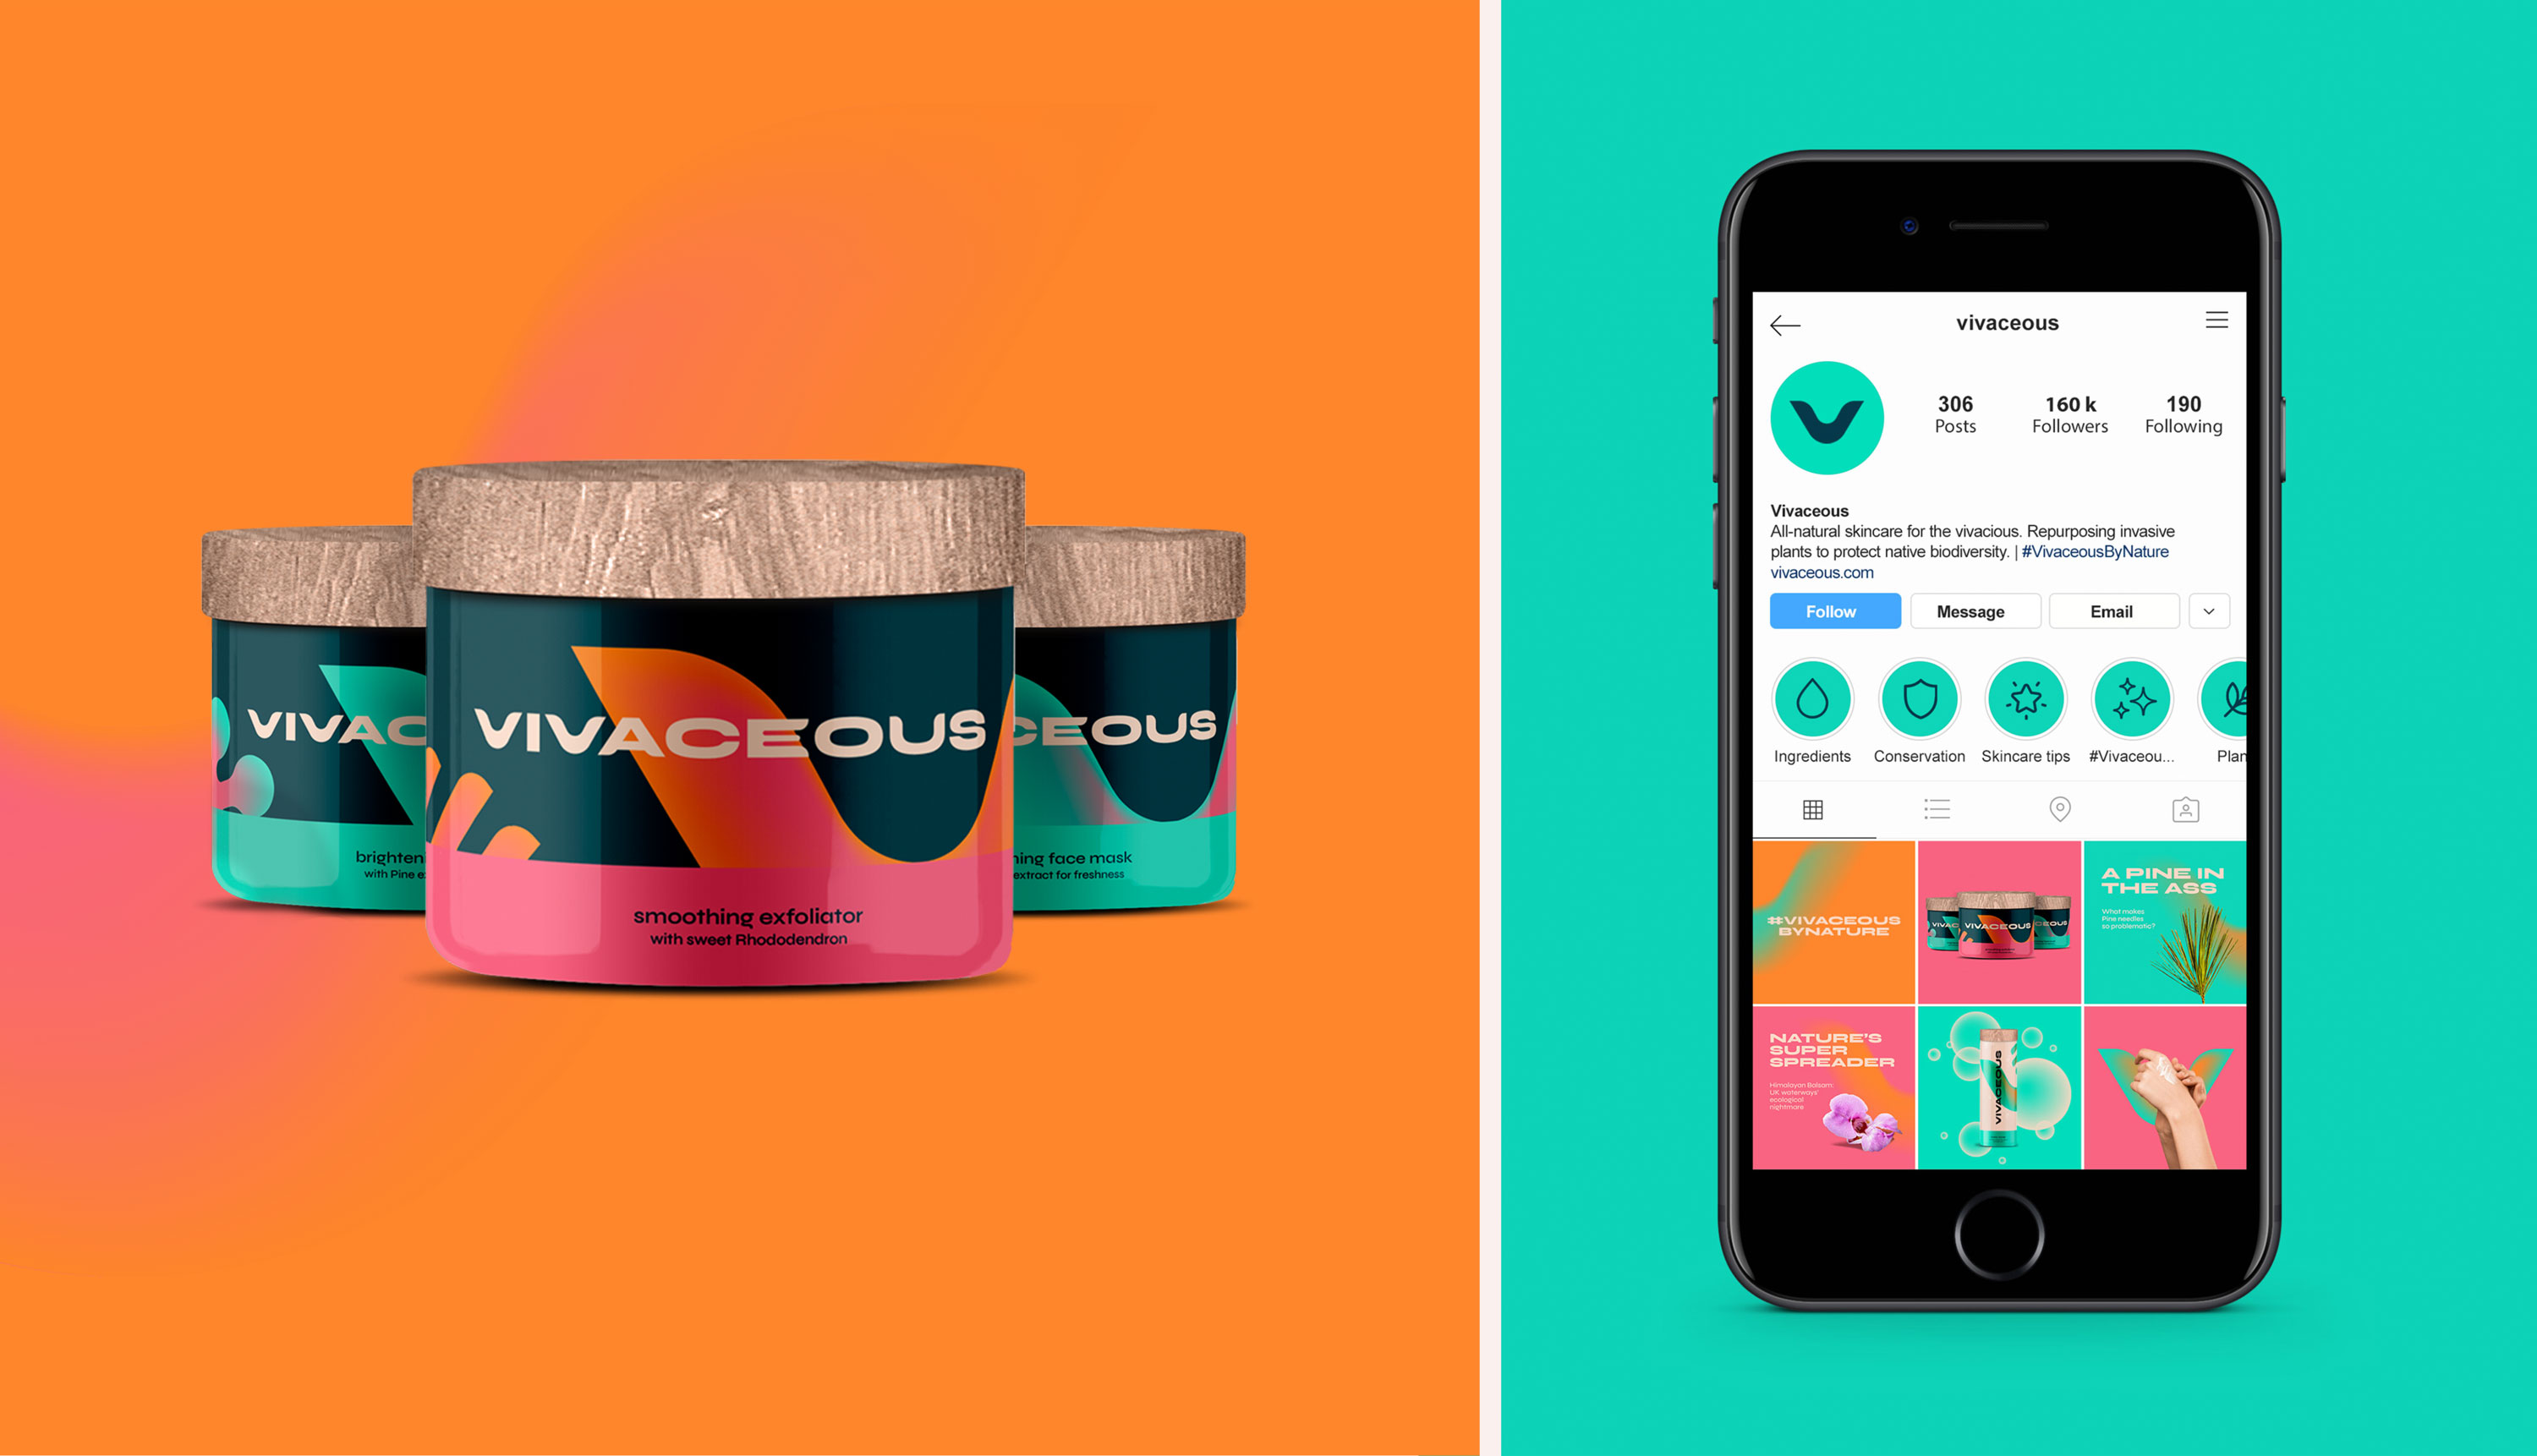 VIVAC
brighten
with Pine e
VIVACEOUS
smoothing exfoliator
with sweet Rhododendron
CEOUS
ning face mask
extract for freshness
vivaceous
306
Posts
160 k
Followers
190
Following
Vivaceous
All-natural skincare for the vivacious. Repurposing invasive
plants to protect native biodiversity. | #VivaceousByNature
vivaceous.com
Follow
Message
Email
Ingredients
Conservation
Skincare tips
#Vivaceou...
Plan
#VIVACEOUS
BYNATURE
VIVAC
VIVACEOUS
CEOUS
A PINE IN
THE ASS
What makes
Pine needles
so problematic?
NATURE'S
SUPER
SPREADER
Himalayan Balsam:
UK waterways'
ecological
nightmare
VIVACEOUS